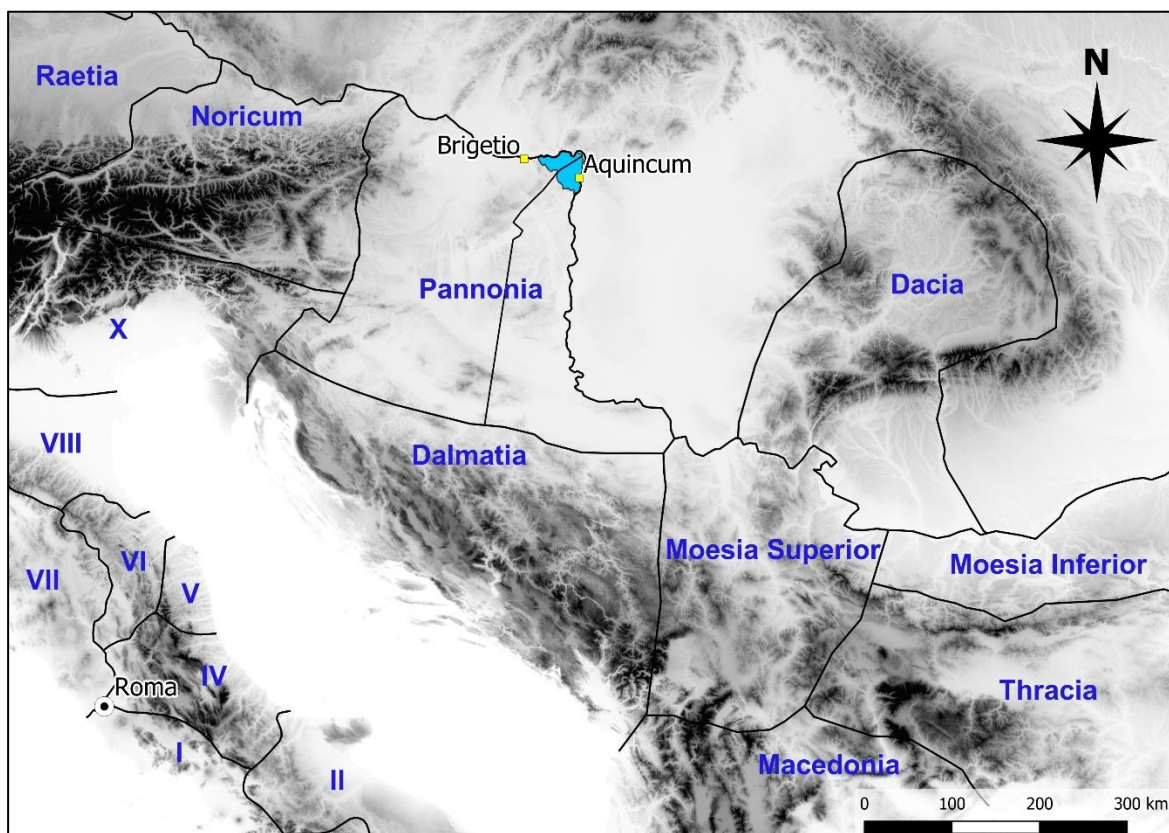 N
Raetia
Noricum
Brigetio
Aquincum
Pannonia
Dacia
X
VIII
Dalmatia
Moesia Superior
Moesia Inferior
VI
VII
V
IV
Roma
Thracia
I
II
Macedonia
0 100 200 300 km